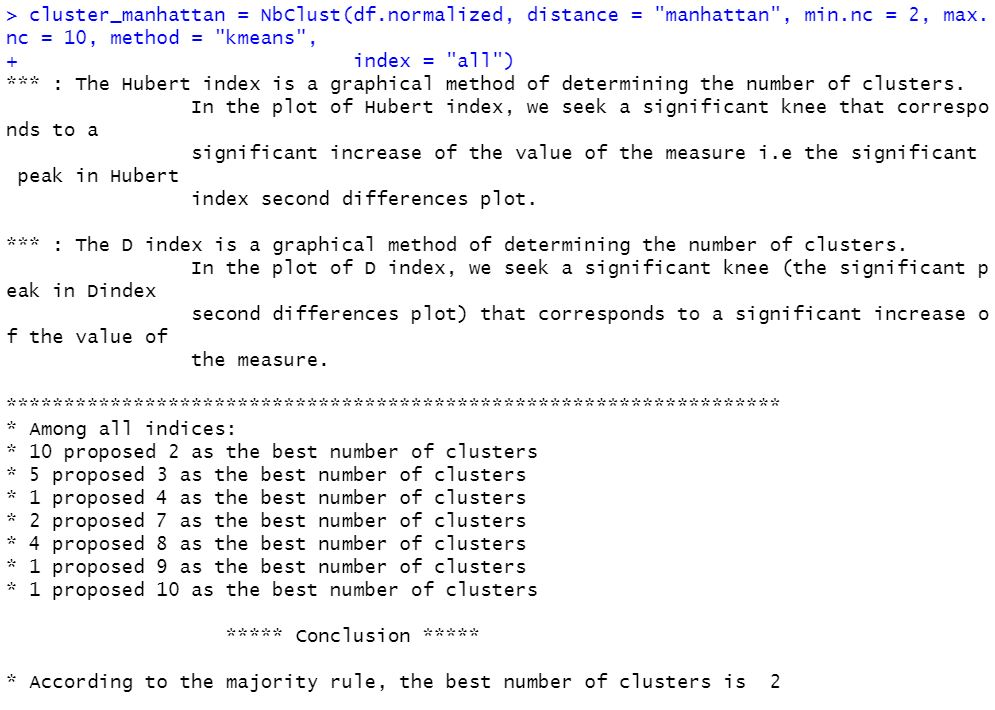 > cluster_manhattan = NbClust(df.normalized, distance = "manhattan", min.nc = 2, max.
nc = 10, method = "kmeans",
+                             index = "all")
*** : The Hubert index is a graphical method of determining the number of clusters.
                In the plot of Hubert index, we seek a significant knee that correspo
nds to a
                significant increase of the value of the measure i.e the significant
 peak in Hubert
                index second differences plot.

*** : The D index is a graphical method of determining the number of clusters.
                In the plot of D index, we seek a significant knee (the significant p
eak in Dindex
                second differences plot) that corresponds to a significant increase o
f the value of
                the measure.

*******************************************************************
* Among all indices:
* 10 proposed 2 as the best number of clusters
* 5 proposed 3 as the best number of clusters
* 1 proposed 4 as the best number of clusters
* 2 proposed 7 as the best number of clusters
* 4 proposed 8 as the best number of clusters
* 1 proposed 9 as the best number of clusters
* 1 proposed 10 as the best number of clusters

                   ***** Conclusion *****

* According to the majority rule, the best number of clusters is  2